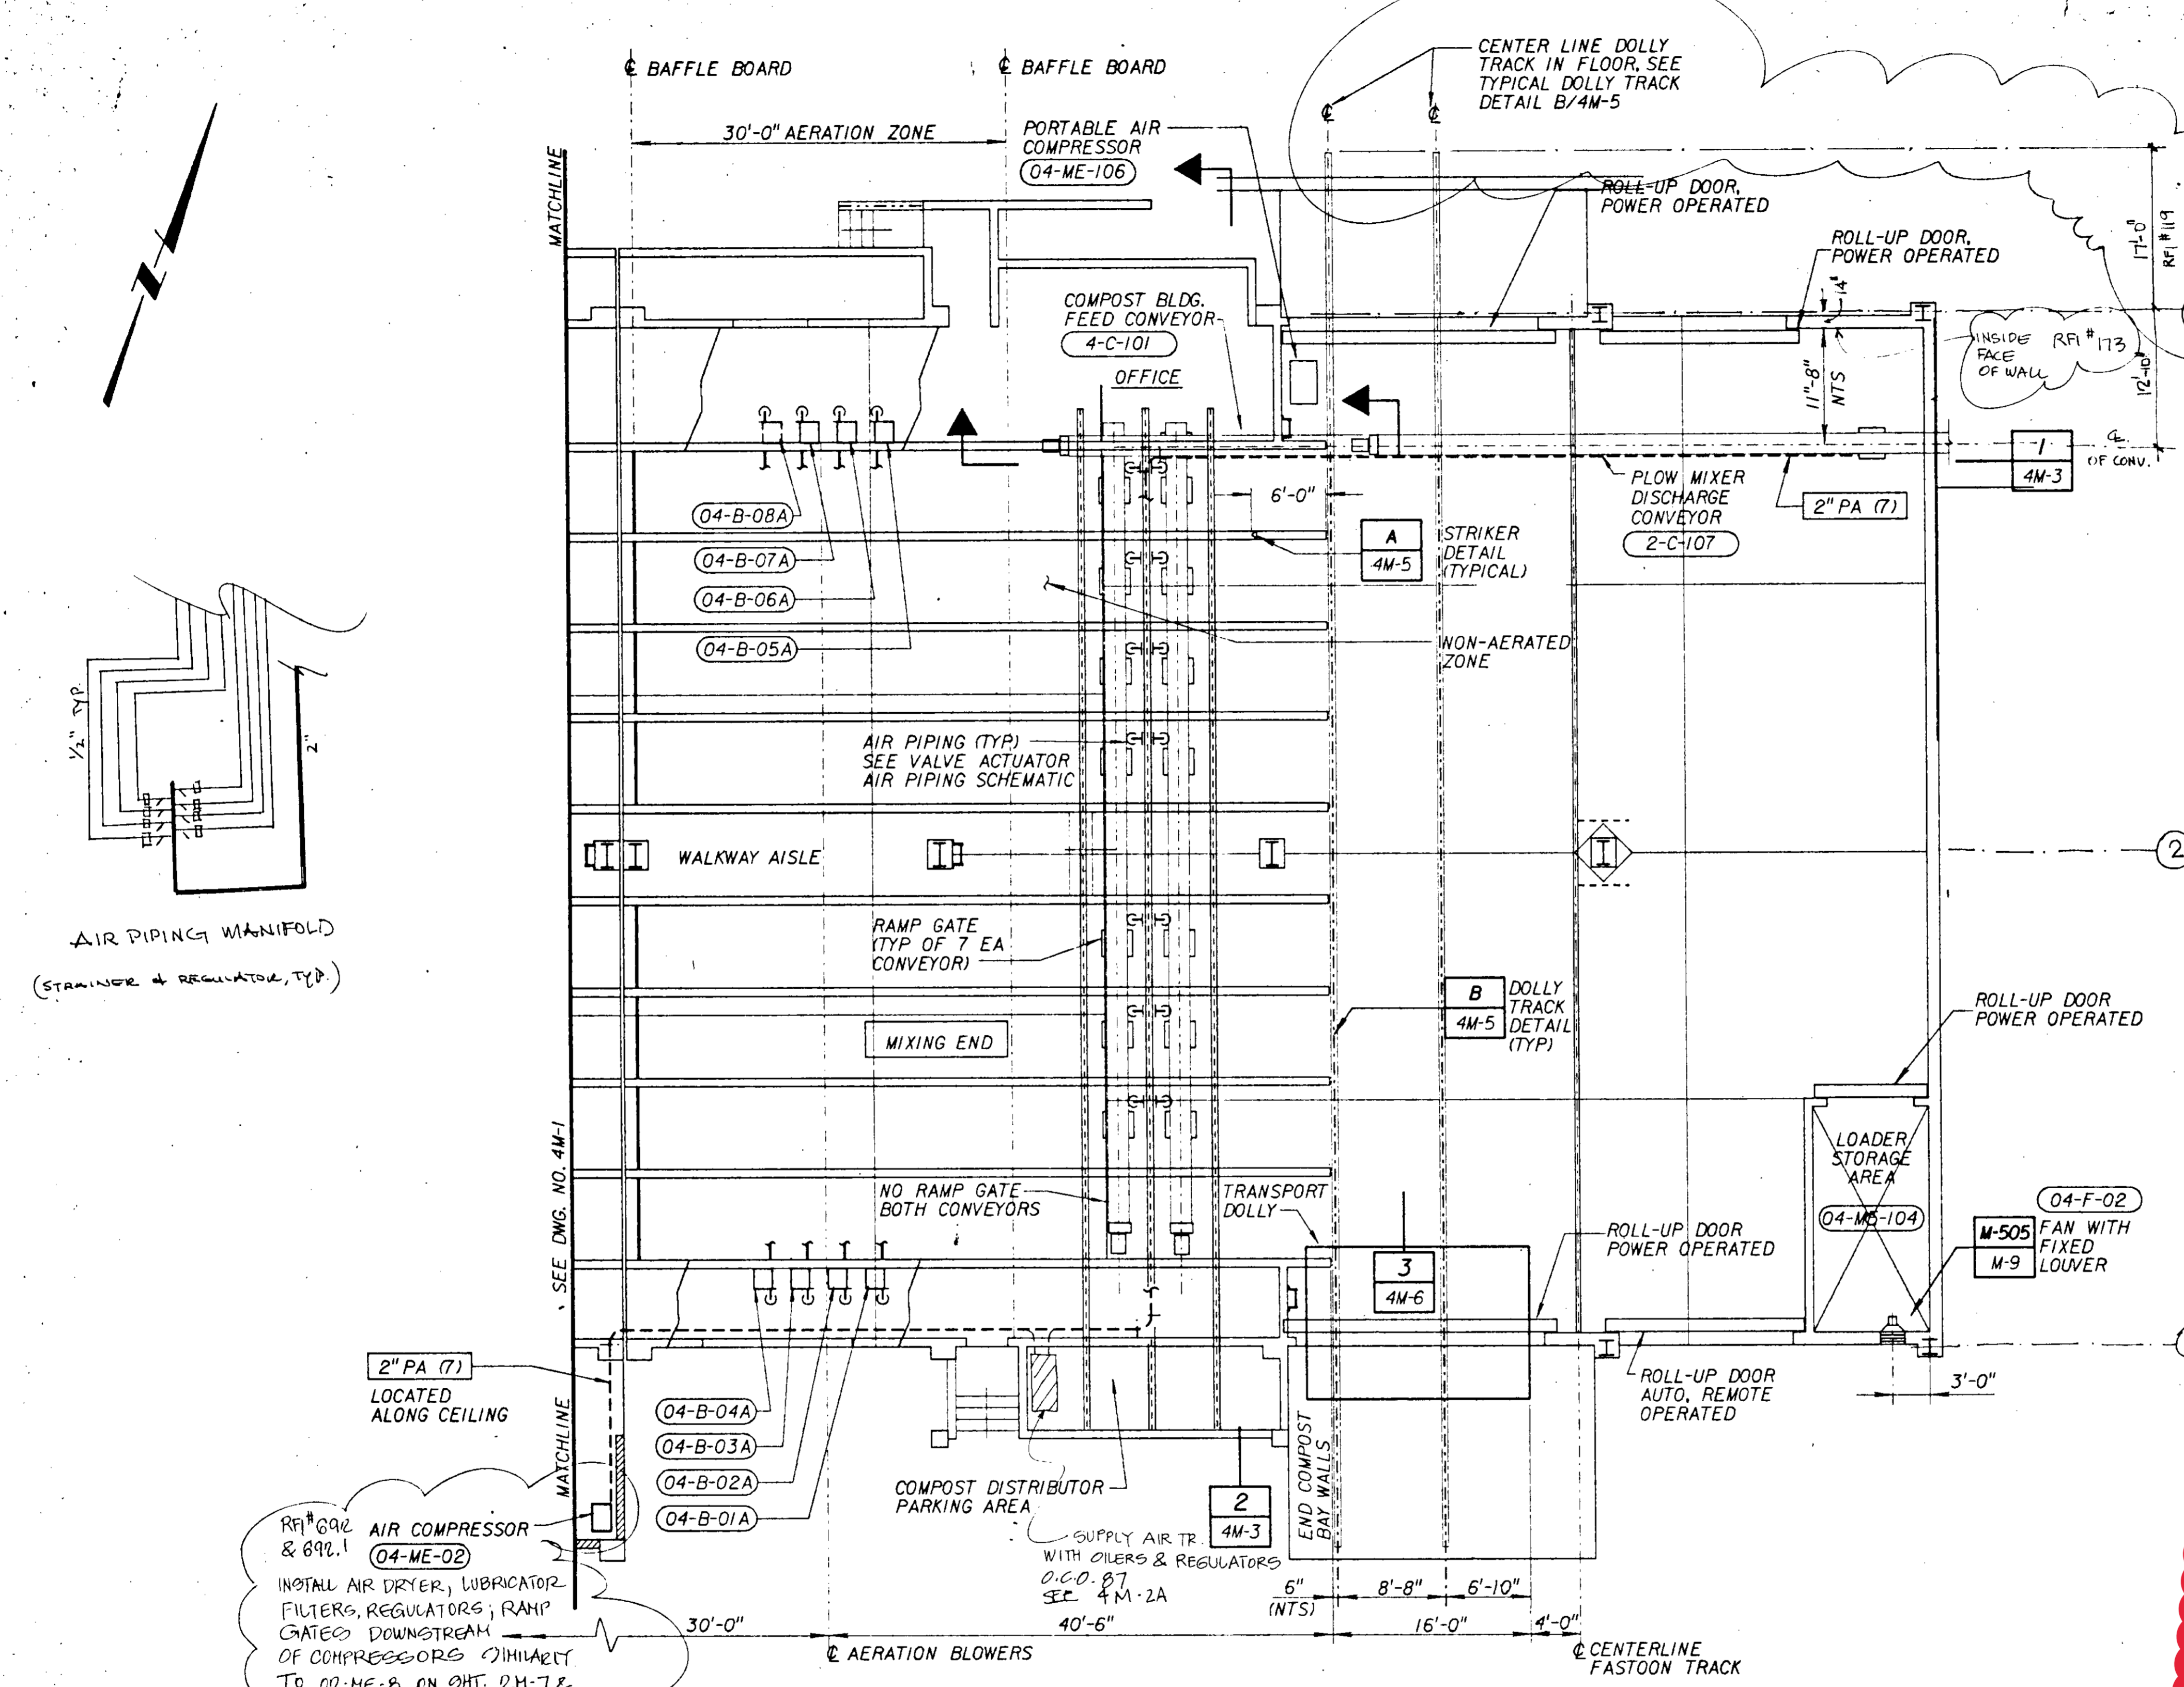 ℄ BAFFLE BOARD
℄ BAFFLE BOARD
CENTER LINE DOLLY
TRACK IN FLOOR, SEE
TYPICAL DOLLY TRACK
DETAIL B/4M-5
℄
℄
30'-0" AERATION ZONE
PORTABLE AIR
COMPRESSOR
04-ME-106
MATCHLINE
ROLL-UP DOOR,
POWER OPERATED
ROLL-UP DOOR,
POWER OPERATED
17'-0"
RFI #119
14"
COMPOST BLDG.
FEED CONVEYOR
4-C-101
OFFICE
INSIDE
FACE
OF WALL
RFI #173
11'-8"
NTS
12'-10"
1
4M-3
℄
OF CONV.
PLOW MIXER
DISCHARGE
CONVEYOR
2-C-107
2" PA (7)
6'-0"
A
4M-5
STRIKER
DETAIL
(TYPICAL)
04-B-08A
04-B-07A
04-B-06A
04-B-05A
NON-AERATED
ZONE
1/2" TYP.
2"
AIR PIPING (TYP)
SEE VALVE ACTUATOR
AIR PIPING SCHEMATIC
WALKWAY AISLE
2
AIR PIPING MANIFOLD
(STRAINER & REGULATOR, TYP.)
RAMP GATE
(TYP OF 7 EA
CONVEYOR)
B
4M-5
DOLLY
TRACK
DETAIL
(TYP)
ROLL-UP DOOR
POWER OPERATED
MIXING END
SEE DWG. NO. 4M-1
LOADER
STORAGE
AREA
04-ME-104
NO RAMP GATE
BOTH CONVEYORS
TRANSPORT
DOLLY
04-F-02
M-505
M-9
FAN WITH
FIXED
LOUVER
ROLL-UP DOOR
POWER OPERATED
3
4M-6
2" PA (7)
LOCATED
ALONG CEILING
ROLL-UP DOOR
AUTO, REMOTE
OPERATED
3'-0"
MATCHLINE
04-B-04A
04-B-03A
04-B-02A
04-B-01A
COMPOST DISTRIBUTOR
PARKING AREA
2
4M-3
END COMPOST
BAY WALLS
SUPPLY AIR TR.
WITH OILERS & REGULATORS
O.C.O. 87
SEE 4M-2A
RFI #692
& 692.1
AIR COMPRESSOR
04-ME-02
INSTALL AIR DRYER, LUBRICATOR
FILTERS, REGULATORS; RAMP
GATES DOWNSTREAM
OF COMPRESSORS SIMILARLY
6"
(NTS)
8'-8"
6'-10"
30'-0"
40'-6"
16'-0"
4'-0"
℄ AERATION BLOWERS
℄ CENTERLINE
FASTOON TRACK